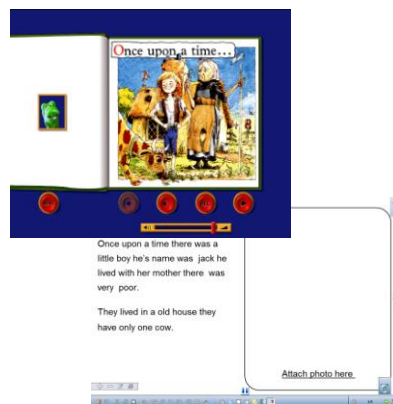 Once upon a time...
Once upon a time there was a
little boy he's name was jack he
lived with her mother there was
very poor.
They lived in a old house they
have only one cow.
Attach photo here